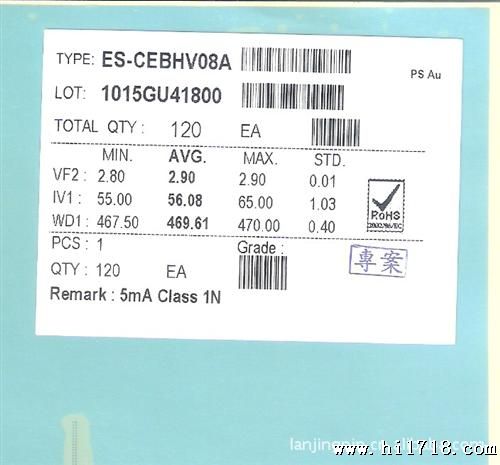 TYPE: ES-CEBHV08A
PS Au
LOT: 1015GU41800
TOTAL QTY : 120 EA
MIN. AVG. MAX. STD.
VF2 : 2.80 2.90 2.90 0.01
IV1 : 55.00 56.08 65.00 1.03
WD1 : 467.50 469.61 470.00 0.40
RoHS
2002/96/EC
PCS : 1 Grade :
QTY : 120 EA
專案
Remark : 5mA Class 1N
www.hi1718.com